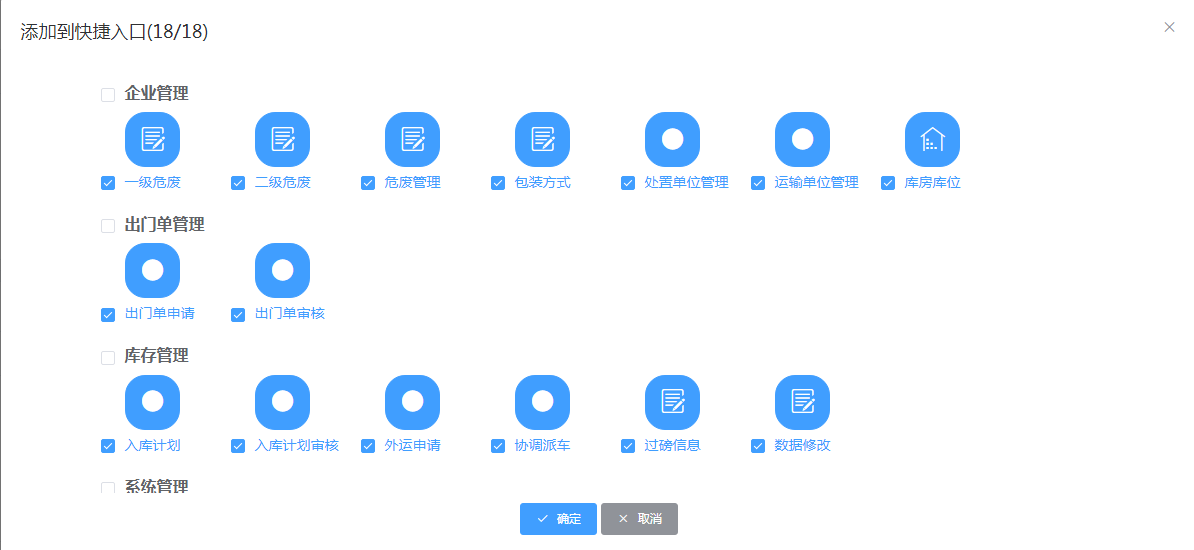 添加到快捷入口(18/18)
企业管理
一级危废 二级危废 危废管理 包装方式 处置单位管理 运输单位管理 库房库位
出门单管理
出门单申请 出门单审核
库存管理
入库计划 入库计划审核 外运申请 协调派车 过磅信息 数据修改
系统管理
确定 取消